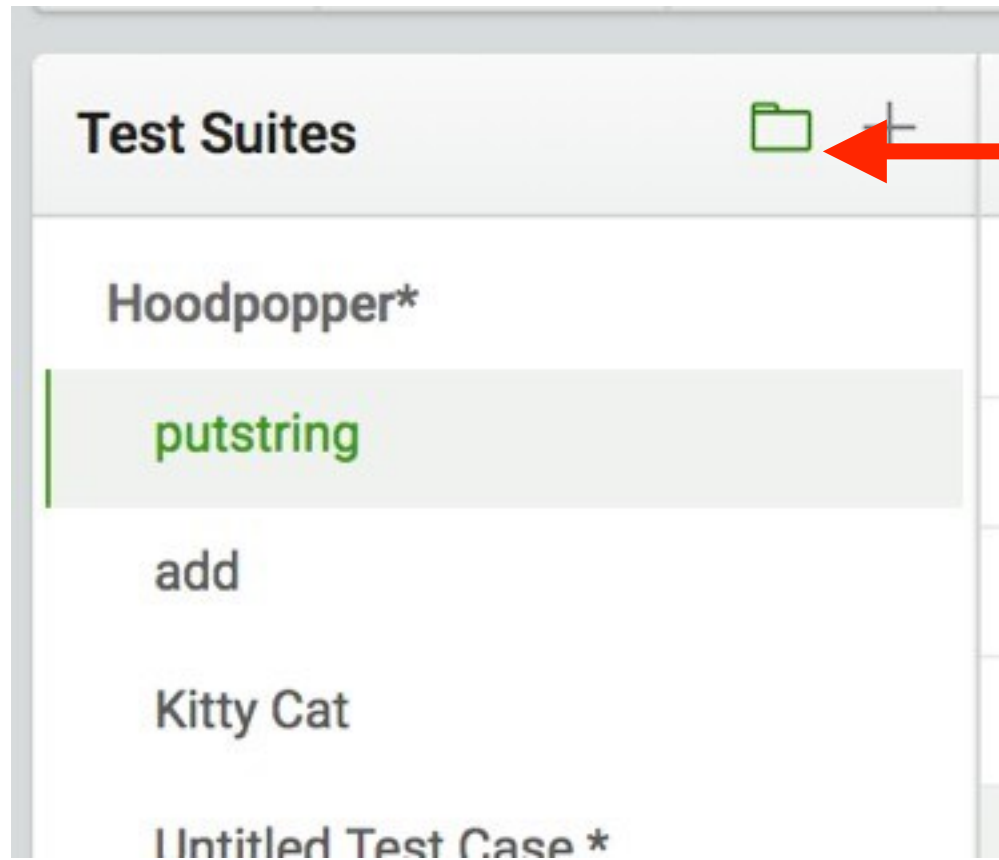 Test Suites
Hoodpopper*
putstring
add
Kitty Cat
Untitled Test Case *